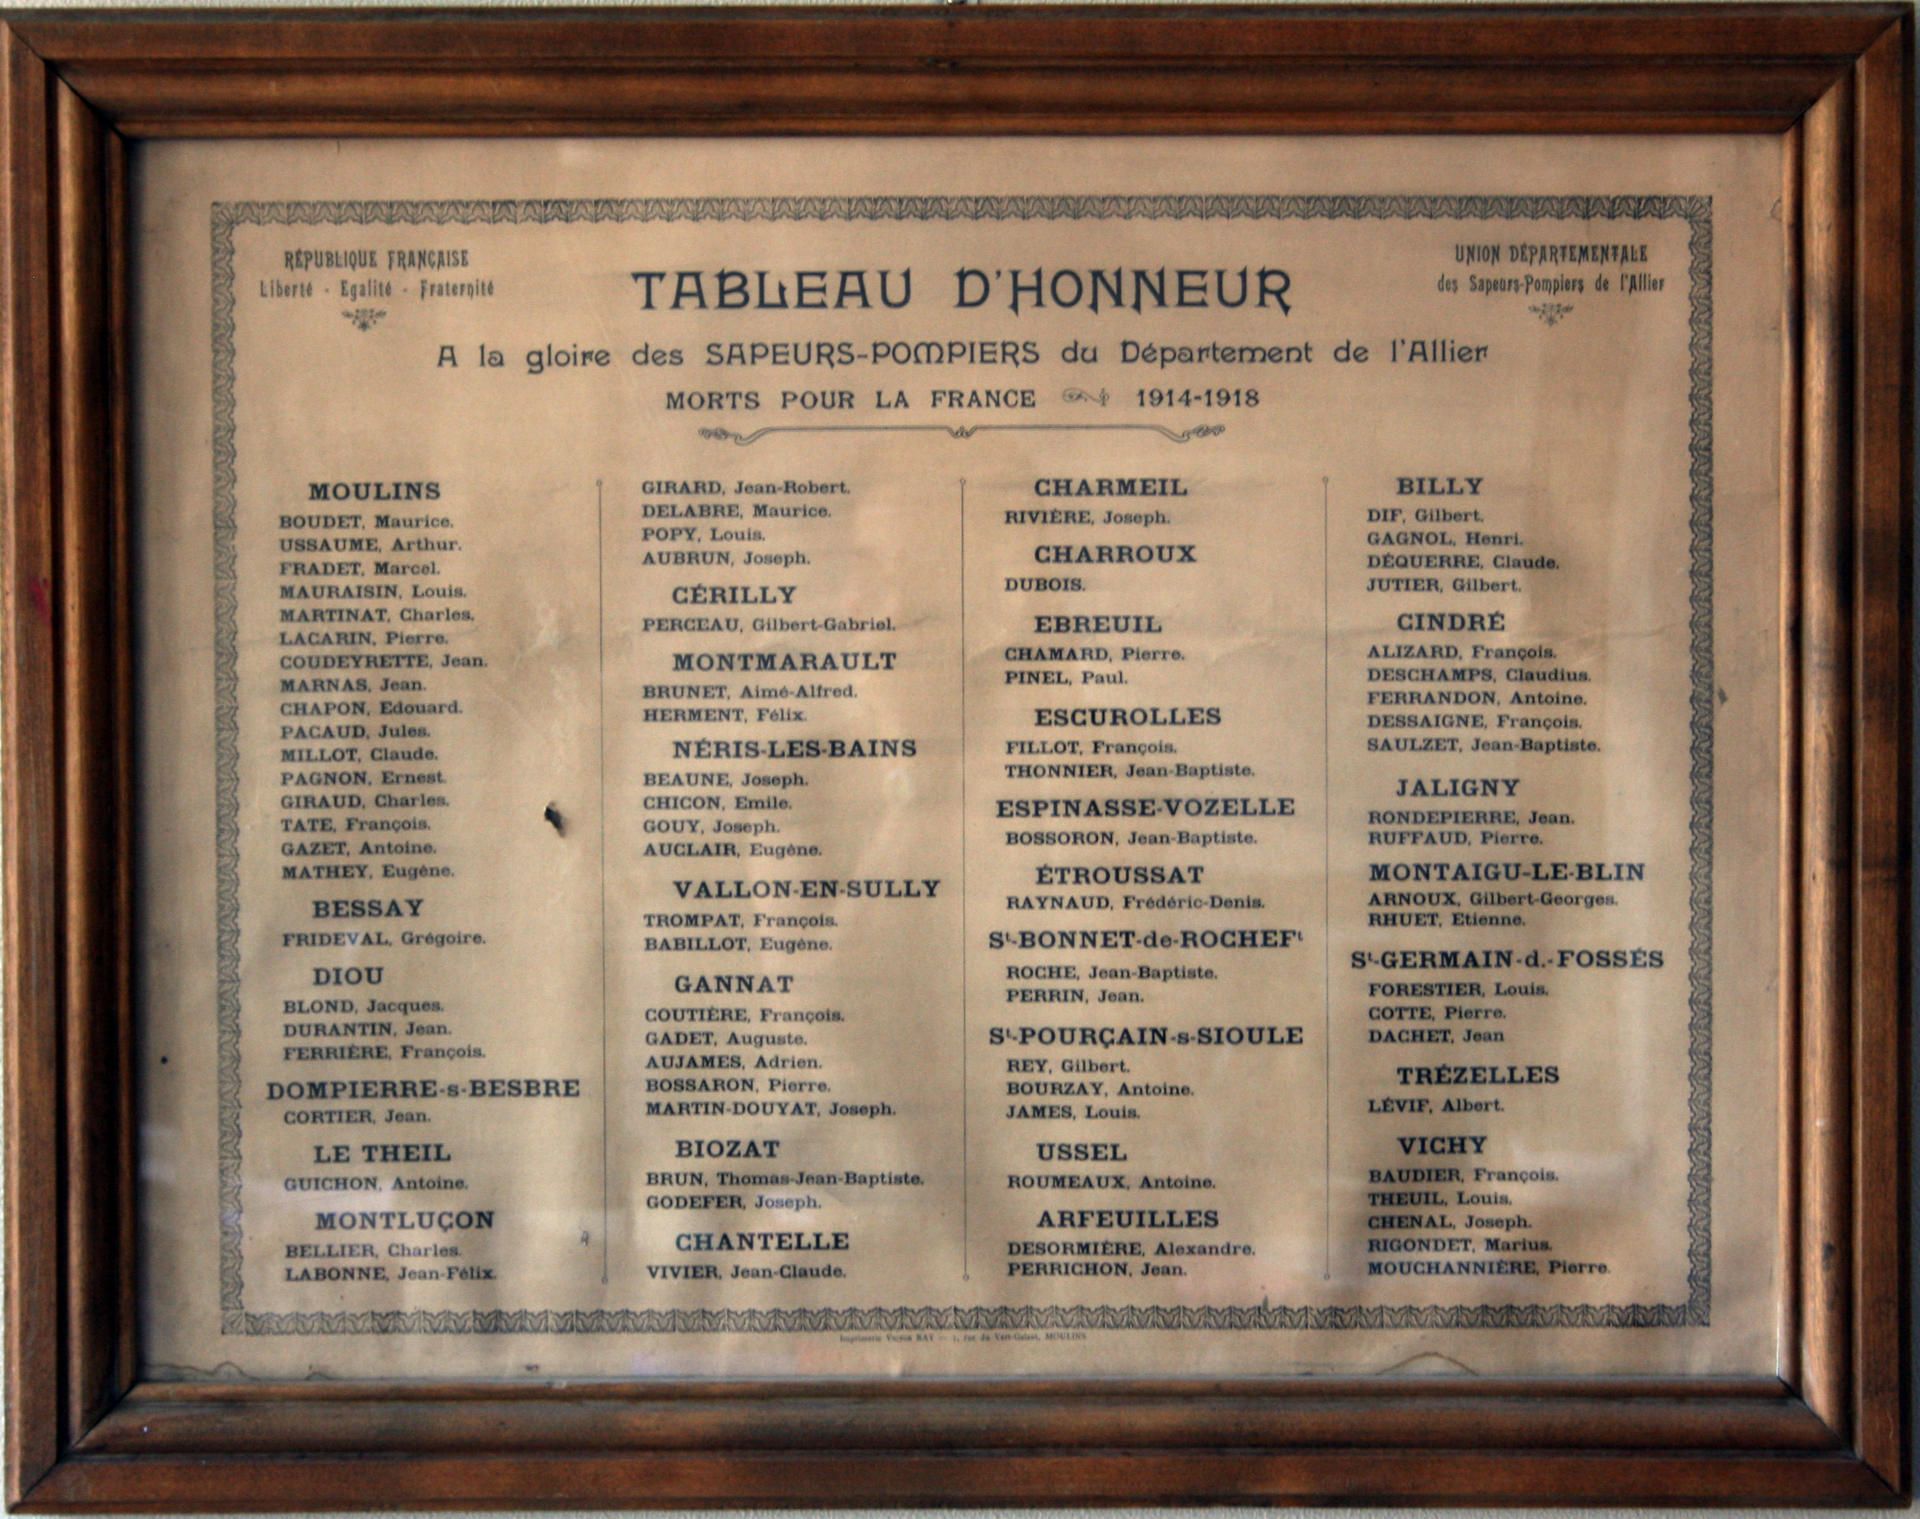 RÉPUBLIQUE FRANÇAISE
Liberté - Egalité - Fraternité
UNION DÉPARTEMENTALE
des Sapeurs-Pompiers de l'Allier
TABLEAU D'HONNEUR
A la gloire des SAPEURS-POMPIERS du Département de l'Allier
MORTS POUR LA FRANCE 1914-1918
MOULINS
BOUDET, Maurice.
USSAUME, Arthur.
FRADET, Marcel.
MAURAISIN, Louis.
MARTINAT, Charles.
LACARIN, Pierre.
COUDEYRETTE, Jean.
MARNAS, Jean.
CHAPON, Edouard.
PACAUD, Jules.
MILLOT, Claude.
PAGNON, Ernest.
GIRAUD, Charles.
TATE, François.
GAZET, Antoine.
MATHEY, Eugène.
BESSAY
FRIDEVAL, Grégoire.
DIOU
BLOND, Jacques.
DURANTIN, Jean.
FERRIÈRE, François.
DOMPIERRE-s-BESBRE
CORTIER, Jean.
LE THEIL
GUICHON, Antoine.
MONTLUÇON
BELLIER, Charles.
LABONNE, Jean-Félix.
GIRARD, Jean-Robert.
DELABRE, Maurice.
POPY, Louis.
AUBRUN, Joseph.
CÉRILLY
PERCEAU, Gilbert-Gabriel.
MONTMARAULT
BRUNET, Aimé-Alfred.
HERMENT, Félix.
NÉRIS-LES-BAINS
BEAUNE, Joseph.
CHICON, Emile.
GOUY, Joseph.
AUCLAIR, Eugène.
VALLON-EN-SULLY
TROMPAT, François.
BABILLOT, Eugène.
GANNAT
COUTIÈRE, François.
GADET, Auguste.
AUJAMES, Adrien.
BOSSARON, Pierre.
MARTIN-DOUYAT, Joseph.
BIOZAT
BRUN, Thomas-Jean-Baptiste.
GODEFER, Joseph.
CHANTELLE
VIVIER, Jean-Claude.
CHARMEIL
RIVIÈRE, Joseph.
CHARROUX
DUBOIS.
EBREUIL
CHAMARD, Pierre.
PINEL, Paul.
ESCUROLLES
FILLOT, François.
THONNIER, Jean-Baptiste.
ESPINASSE-VOZELLE
BOSSORON, Jean-Baptiste.
ÉTROUSSAT
RAYNAUD, Frédéric-Denis.
St-BONNET-de-ROCHEFt
ROCHE, Jean-Baptiste.
PERRIN, Jean.
St-POURÇAIN-s-SIOULE
REY, Gilbert.
BOURZAY, Antoine.
JAMES, Louis.
USSEL
ROUMEAUX, Antoine.
ARFEUILLES
DESORMIÈRE, Alexandre.
PERRICHON, Jean.
BILLY
DIF, Gilbert.
GAGNOL, Henri.
DÉQUERRE, Claude.
JUTIER, Gilbert.
CINDRÉ
ALIZARD, François.
DESCHAMPS, Claudius.
FERRANDON, Antoine.
DESSAIGNE, François.
SAULZET, Jean-Baptiste.
JALIGNY
RONDEPIERRE, Jean.
RUFFAUD, Pierre.
MONTAIGU-LE-BLIN
ARNOUX, Gilbert-Georges.
RHUET, Etienne.
St-GERMAIN-d.-FOSSÉS
FORESTIER, Louis.
COTTE, Pierre.
DACHET, Jean
TRÉZELLES
LÉVIF, Albert.
VICHY
BAUDIER, François.
THEUIL, Louis.
CHENAL, Joseph.
RIGONDET, Marius.
MOUCHANNIÈRE, Pierre.
Imprimerie RAY — 1, rue du Vert-Galant, MOULINS